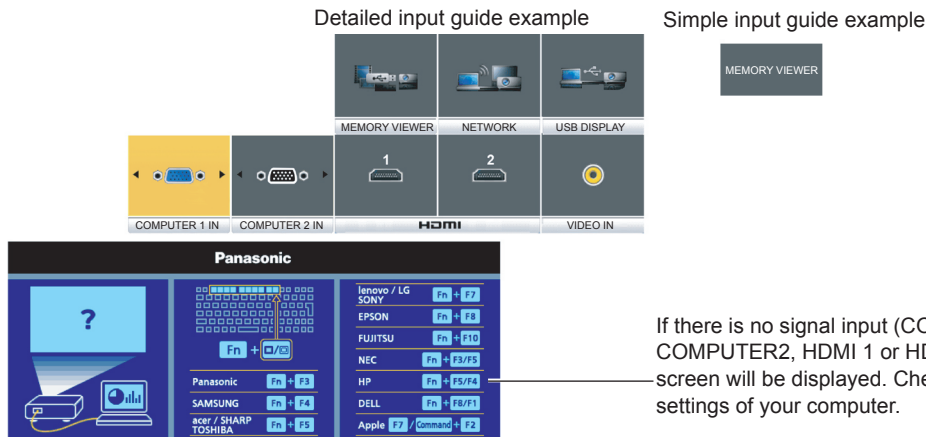 Detailed input guide example
Simple input guide example
MEMORY VIEWER
MEMORY VIEWER NETWORK USB DISPLAY
1 2
COMPUTER 1 IN COMPUTER 2 IN HDMI VIDEO IN
Panasonic
?
Fn +
Panasonic Fn + F3
SAMSUNG Fn + F4
acer / SHARP
TOSHIBA Fn + F5
lenovo / LG
SONY Fn + F7
EPSON Fn + F8
FUJITSU Fn + F10
NEC Fn + F3/F5
HP Fn + F5/F4
DELL Fn + F8/F1
Apple F7 / Command + F2
If there is no signal input (CO
COMPUTER2, HDMI 1 or HD
screen will be displayed. Che
settings of your computer.